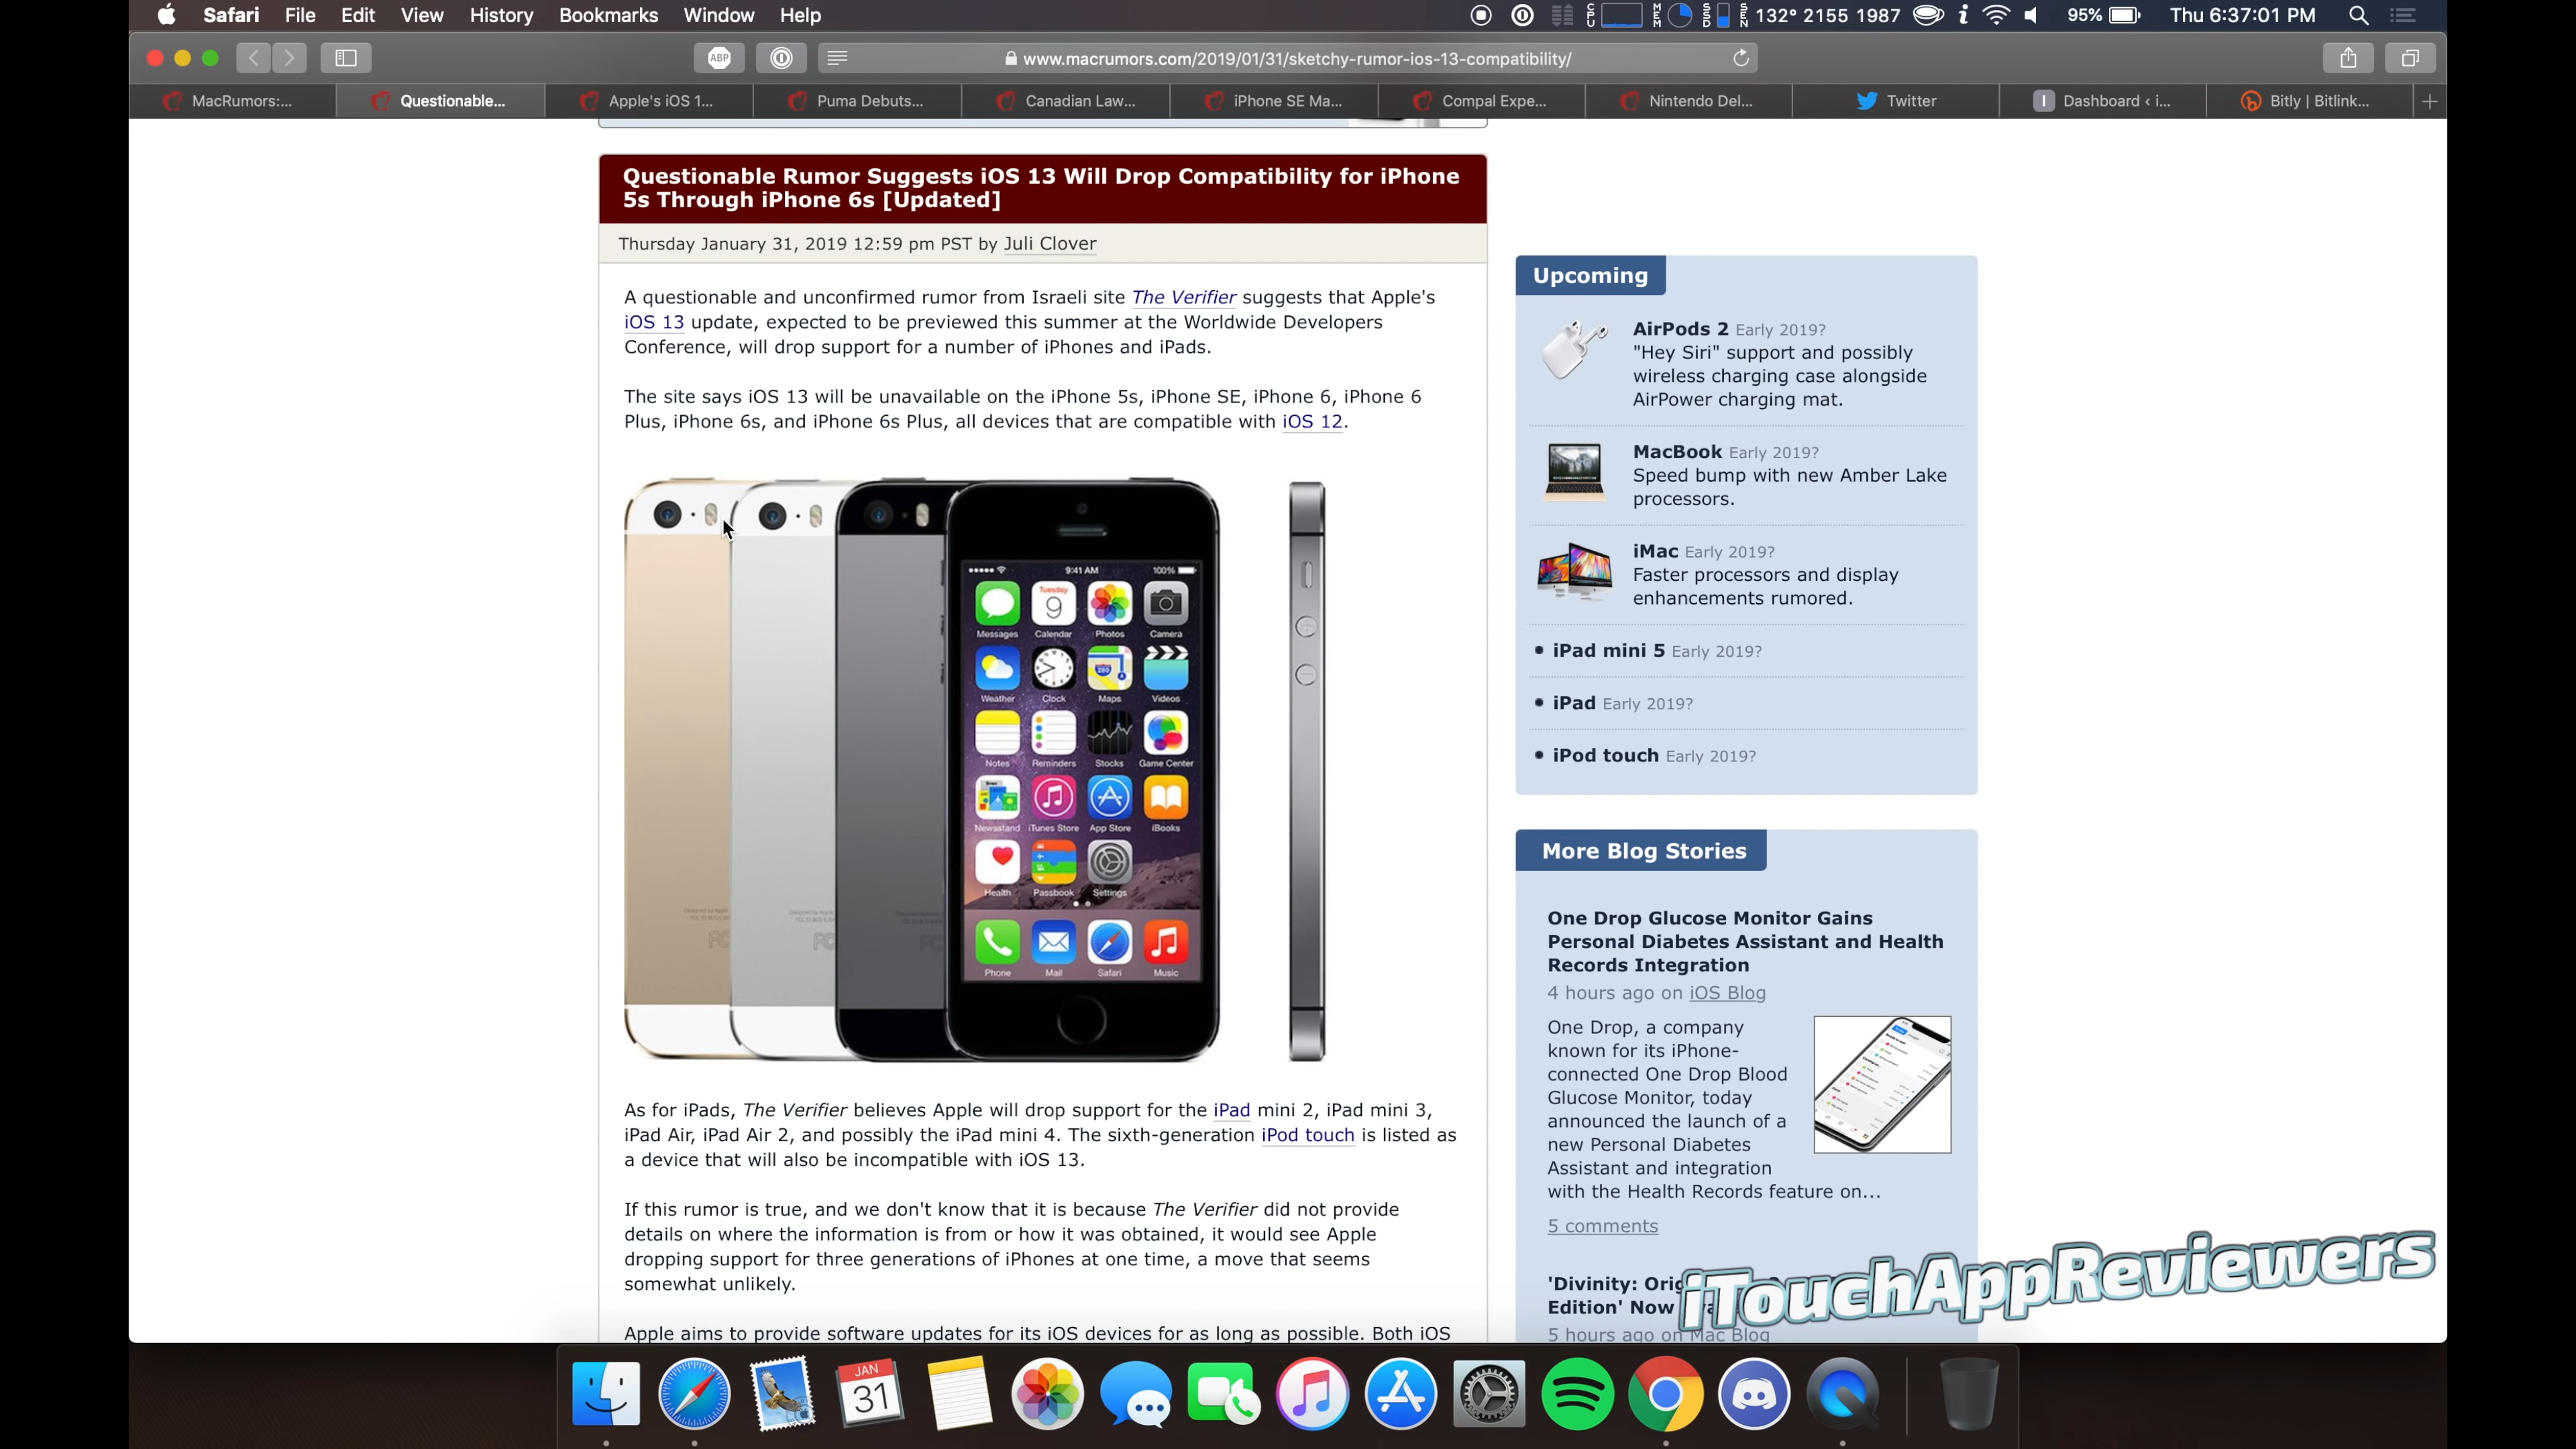 Safari File Edit View History Bookmarks Window Help
CPU MEM SSD SEN 132° 2155 1987 95% Thu 6:37:01 PM
ABP www.macrumors.com/2019/01/31/sketchy-rumor-ios-13-compatibility/
MacRumors:... Questionable... Apple's iOS 1... Puma Debuts... Canadian Law... iPhone SE Ma... Compal Expe... Nintendo Del... Twitter Dashboard ‹ i... Bitly | Bitlink...
Questionable Rumor Suggests iOS 13 Will Drop Compatibility for iPhone
5s Through iPhone 6s [Updated]
Thursday January 31, 2019 12:59 pm PST by Juli Clover
A questionable and unconfirmed rumor from Israeli site The Verifier suggests that Apple's
iOS 13 update, expected to be previewed this summer at the Worldwide Developers
Conference, will drop support for a number of iPhones and iPads.
The site says iOS 13 will be unavailable on the iPhone 5s, iPhone SE, iPhone 6, iPhone 6
Plus, iPhone 6s, and iPhone 6s Plus, all devices that are compatible with iOS 12.
9:41 AM 100%
Tuesday
9
Messages Calendar Photos Camera
280
Weather Clock Maps Videos
Notes Reminders Stocks Game Center
Newsstand iTunes Store App Store iBooks
Health Passbook Settings
Phone Mail Safari Music
As for iPads, The Verifier believes Apple will drop support for the iPad mini 2, iPad mini 3,
iPad Air, iPad Air 2, and possibly the iPad mini 4. The sixth-generation iPod touch is listed as
a device that will also be incompatible with iOS 13.
If this rumor is true, and we don't know that it is because The Verifier did not provide
details on where the information is from or how it was obtained, it would see Apple
dropping support for three generations of iPhones at one time, a move that seems
somewhat unlikely.
Apple aims to provide software updates for its iOS devices for as long as possible. Both iOS
Upcoming
AirPods 2 Early 2019?
"Hey Siri" support and possibly
wireless charging case alongside
AirPower charging mat.
MacBook Early 2019?
Speed bump with new Amber Lake
processors.
iMac Early 2019?
Faster processors and display
enhancements rumored.
• iPad mini 5 Early 2019?
• iPad Early 2019?
• iPod touch Early 2019?
More Blog Stories
One Drop Glucose Monitor Gains
Personal Diabetes Assistant and Health
Records Integration
4 hours ago on iOS Blog
One Drop, a company
known for its iPhone-
connected One Drop Blood
Glucose Monitor, today
announced the launch of a
new Personal Diabetes
Assistant and integration
with the Health Records feature on...
5 comments
'Divinity:
Edition' Now
5 hours ago on Mac Blog
iTouchAppReviewers
JAN
31